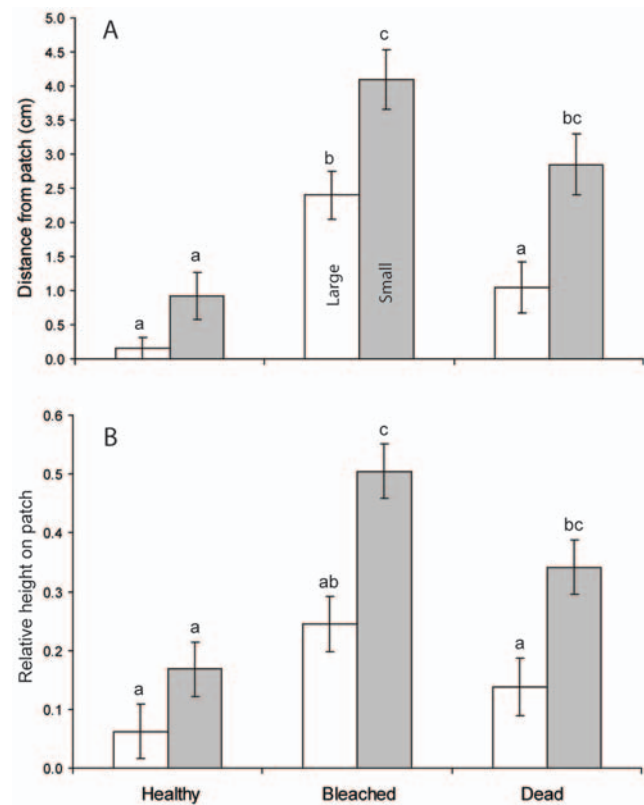 A
Distance from patch (cm)
5.0
4.5
4.0
3.5
3.0
2.5
2.0
1.5
1.0
0.5
0.0
a
a
b
c
a
bc
Large
Small
B
Relative height on patch
0.6
0.5
0.4
0.3
0.2
0.1
0.0
a
a
ab
c
a
bc
Healthy
Bleached
Dead